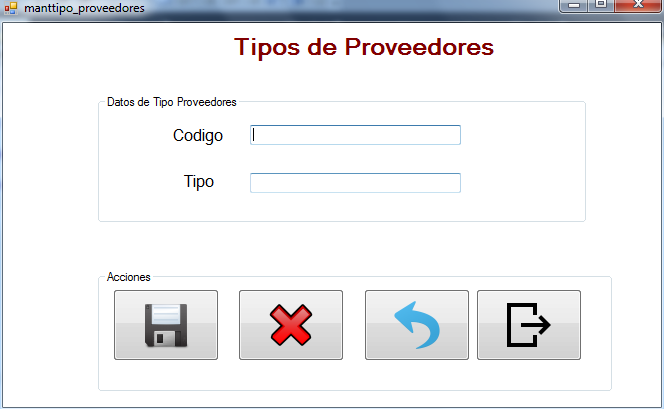 manttipo_proveedores
Tipos de Proveedores
Datos de Tipo Proveedores
Codigo
Tipo
Acciones